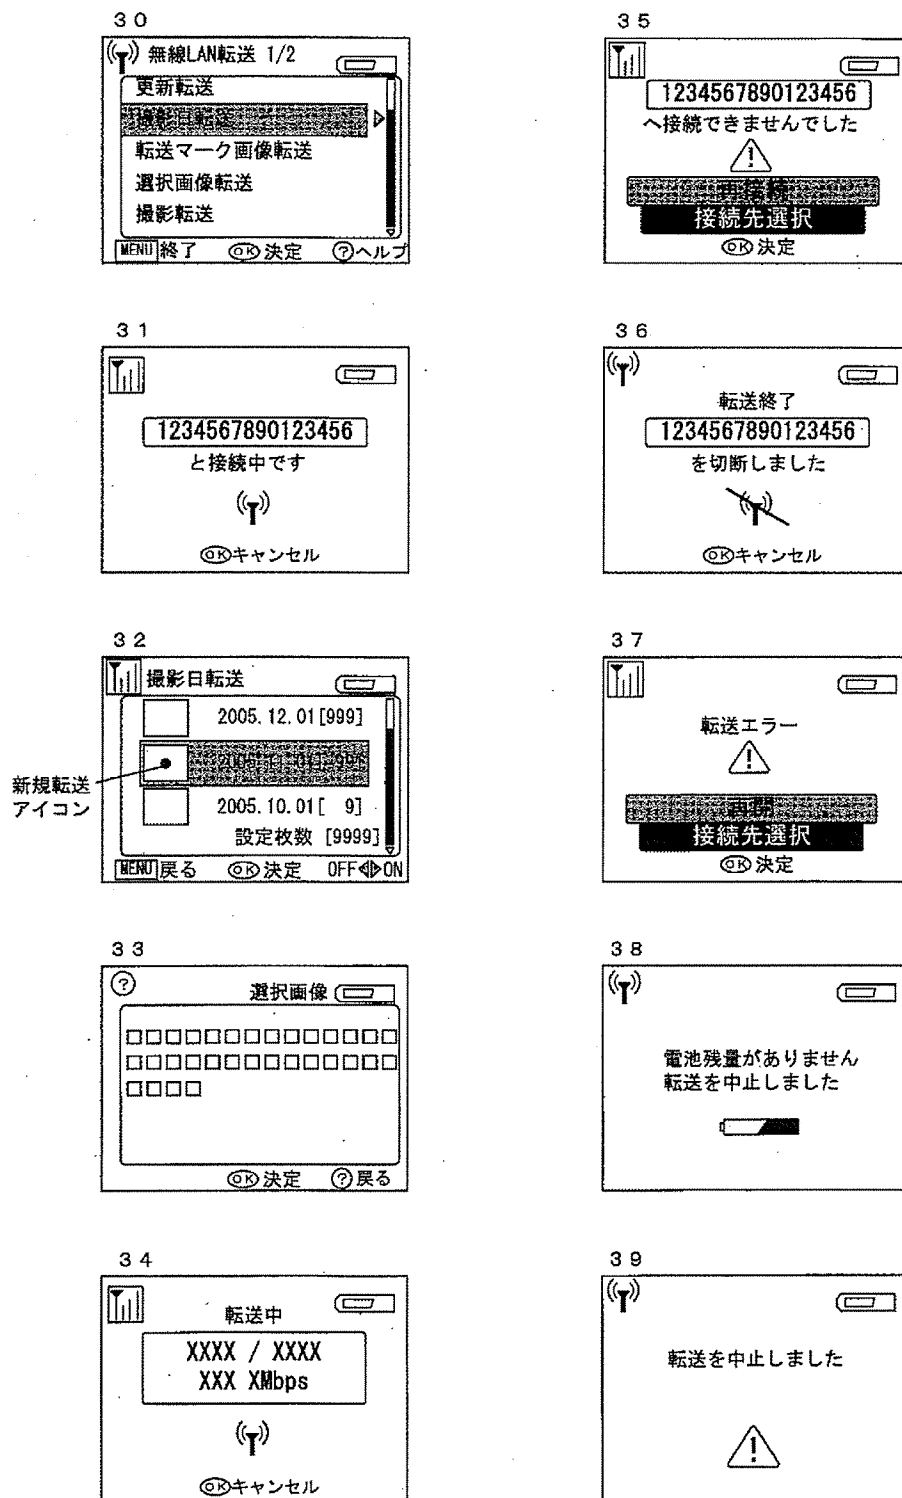 30
無線LAN転送 1/2
更新転送
撮影日転送
転送マーク画像転送
選択画像転送
撮影転送
MENU 終了 OK 決定 ? ヘルプ
31
1234567890123456
と接続中です
OK キャンセル
32
撮影日転送
2005.12.01[999]
新規転送
アイコン
2005.10.01[ 9]
設定枚数 [9999]
MENU 戻る OK 決定 OFF ON
33
?
選択画像
OK 決定 ? 戻る
34
転送中
XXXX / XXXX
XXX XMbps
OK キャンセル
35
1234567890123456
へ接続できませんでした
!
再接続
接続先選択
OK 決定
36
転送終了
1234567890123456
を切断しました
OK キャンセル
37
転送エラー
!
再開
接続先選択
OK 決定
38
電池残量がありません
転送を中止しました
39
転送を中止しました
!